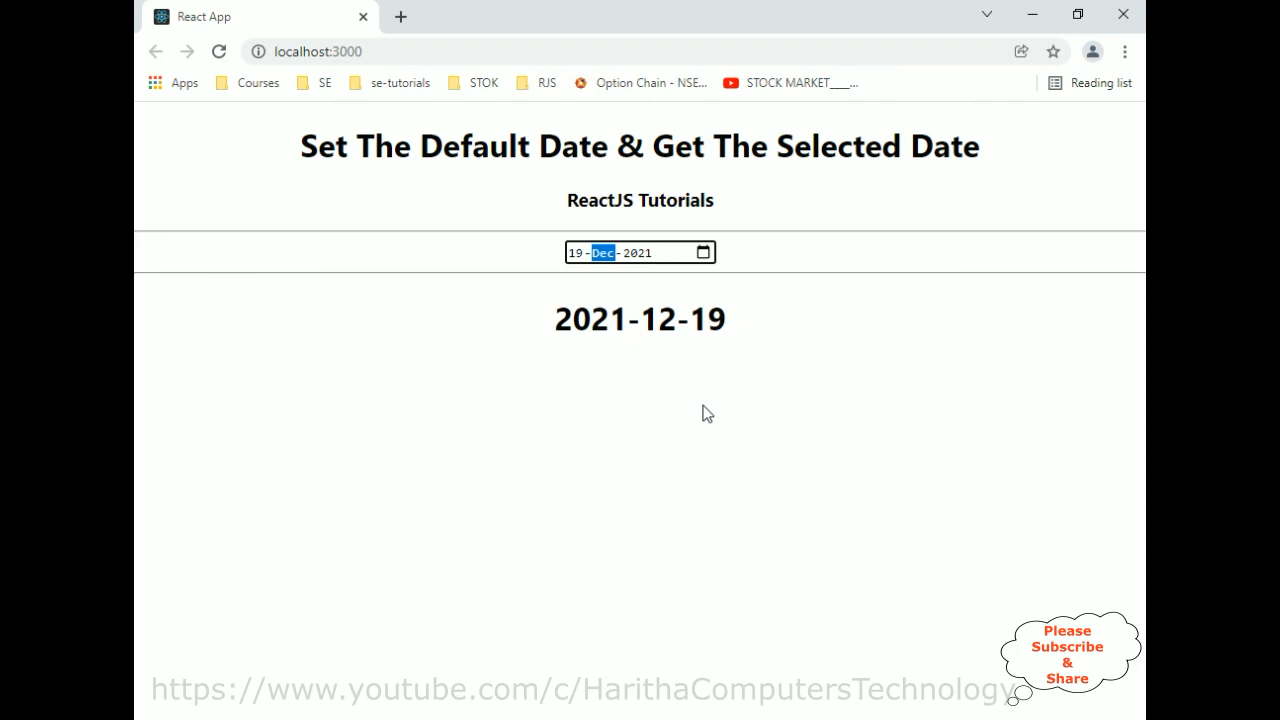 React App
localhost:3000
Apps Courses SE se-tutorials STOK RJS Option Chain - NSE... STOCK MARKET____... Reading list
Set The Default Date & Get The Selected Date
ReactJS Tutorials
19-Dec-2021
2021-12-19
Please
Subscribe
&
Share
https://www.youtube.com/c/HarithaComputersTechnology